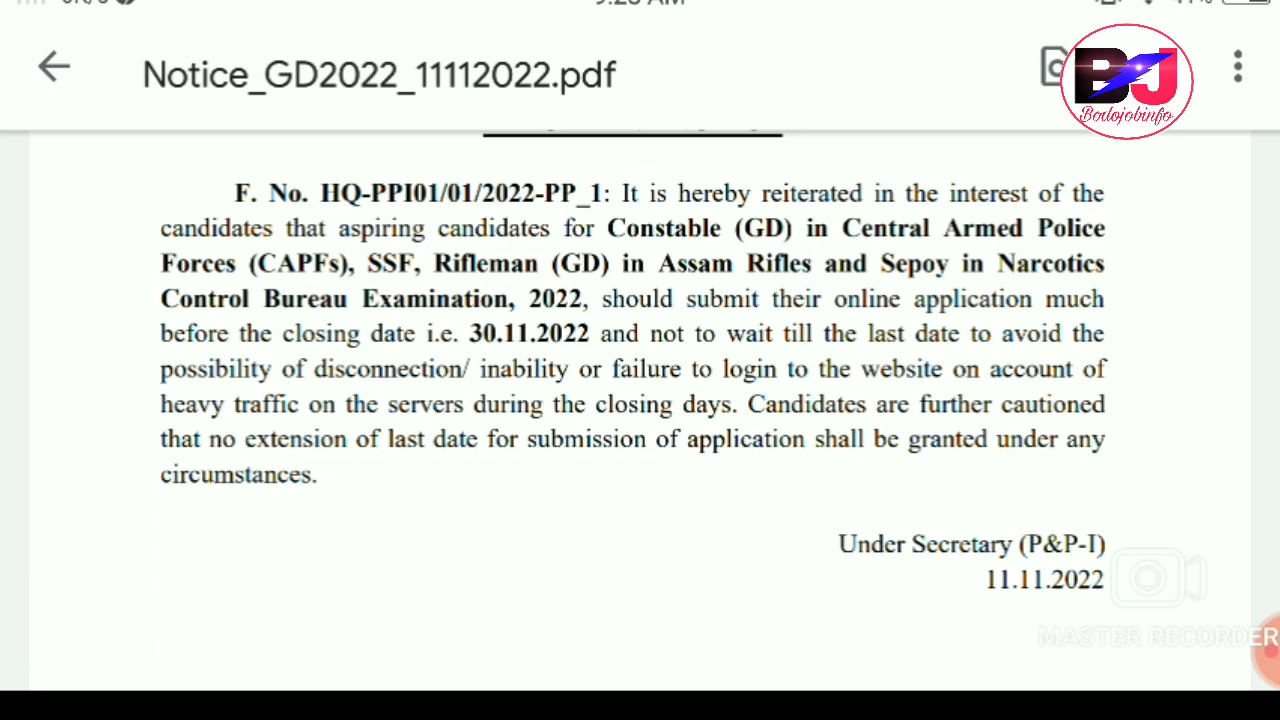 Notice_GD2022_11112022.pdf
BJ
Bodojobinfo
F. No. HQ-PPI01/01/2022-PP_1: It is hereby reiterated in the interest of the
candidates that aspiring candidates for Constable (GD) in Central Armed Police
Forces (CAPFs), SSF, Rifleman (GD) in Assam Rifles and Sepoy in Narcotics
Control Bureau Examination, 2022, should submit their online application much
before the closing date i.e. 30.11.2022 and not to wait till the last date to avoid the
possibility of disconnection/ inability or failure to login to the website on account of
heavy traffic on the servers during the closing days. Candidates are further cautioned
that no extension of last date for submission of application shall be granted under any
circumstances.
Under Secretary (P&P-I)
11.11.2022
MASTER RECORDER